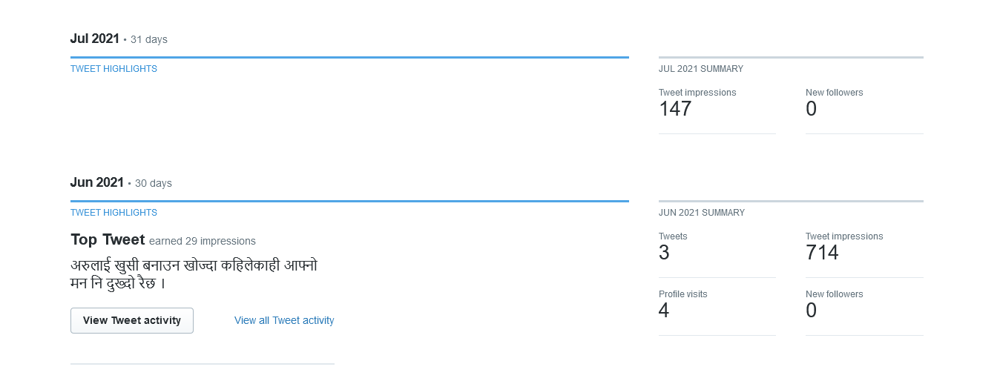 Jul 2021 • 31 days
TWEET HIGHLIGHTS
JUL 2021 SUMMARY
Tweet impressions
147
New followers
0
Jun 2021 • 30 days
TWEET HIGHLIGHTS
Top Tweet earned 29 impressions
अरुलाई खुसी बनाउन खोज्दा कहिलेकाही आफ्नो
मन नि दुख्दो रैछ ।
View Tweet activity
View all Tweet activity
JUN 2021 SUMMARY
Tweets
3
Tweet impressions
714
Profile visits
4
New followers
0